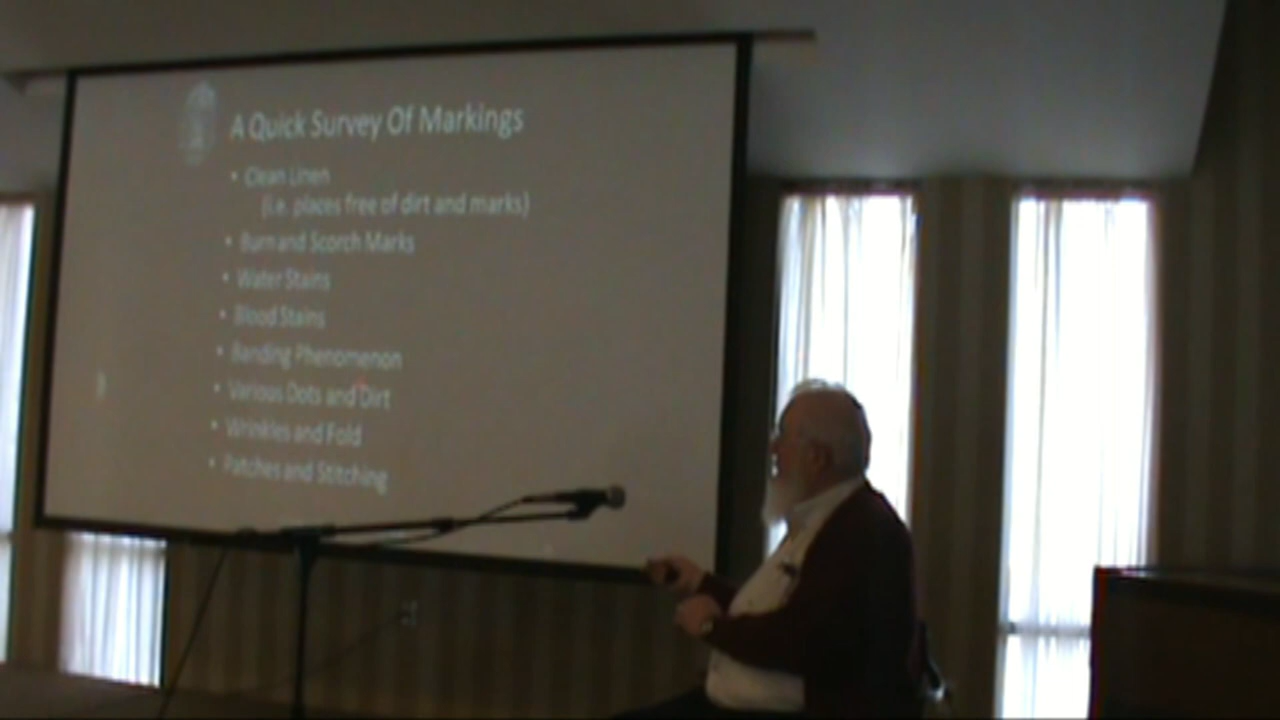 A Quick Survey Of Markings
• Clean Linen
(i.e. places free of dirt and marks)
• Burn and Scorch Marks
• Water Stains
• Blood Stains
• Banding Phenomenon
• Various Dots and Dirt
• Wrinkles and Fold
• Patches and Stitching